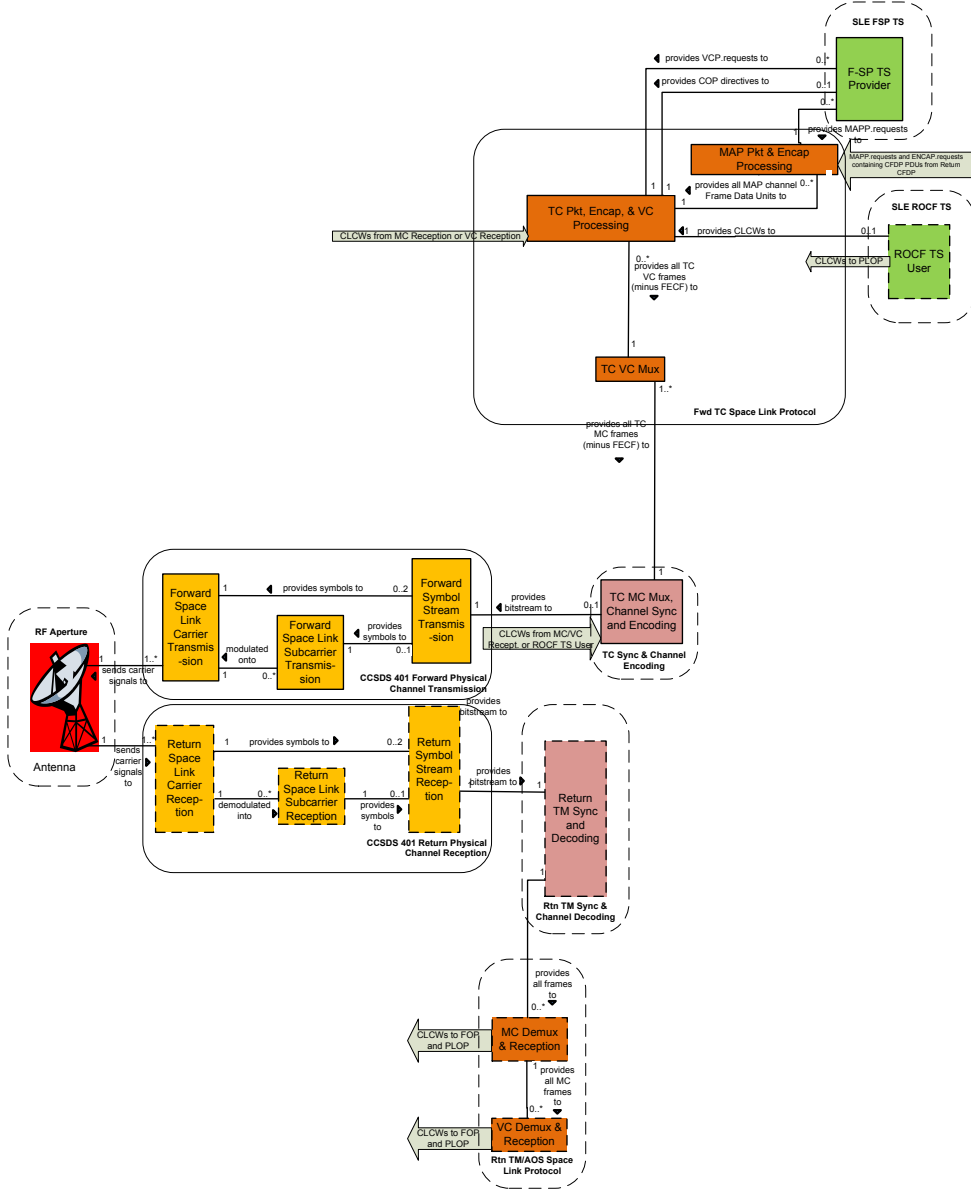 SLE FSP TS
provides VCP.requests to
0..*
F-SP TS
Provider
provides COP directives to
0..1
0..*
1
provides MAPP.requests
to
MAP Pkt & Encap
Processing
MAPP.requests and ENCAP.requests
containing CFDP PDUs from Return
CFDP
0..*
1
1
provides all MAP channel
Frame Data Units to
1
SLE ROCF TS
TC Pkt, Encap, & VC
Processing
CLCWs from MC Reception or VC Reception
1
provides CLCWs to
0..1
ROCF TS
User
CLCWs to PLOP
0..*
provides all TC
VC frames
(minus FECF) to
1
TC VC Mux
1..*
Fwd TC Space Link Protocol
provides all TC
MC frames
(minus FECF) to
1
Forward
Space
Link
Carrier
Transmis-
-sion
1
provides symbols to
0..2
Forward
Symbol
Stream
Transmis
-sion
1
provides
bitstream to
0..1
TC MC Mux,
Channel Sync
and Encoding
Forward
Space Link
Subcarrier
Transmis-
sion
provides
symbols to
1
0..1
modulated
onto
1
0..*
CLCWs from MC/VC
Recept. or ROCF TS User
TC Sync & Channel
Encoding
RF Aperture
1
1..*
sends carrier
signals to
CCSDS 401 Forward Physical
Channel Transmission
provides
bitstream to
1
1..*
sends
carrier
signals to
Antenna
Return
Space
Link
Carrier
Recep-
tion
1
provides symbols to
0..2
Return
Symbol
Stream
Recep-
tion
1
0..*
demodulated
into
Return
Space Link
Subcarrier
Reception
1
0..1
provides
symbols
to
provides
bitstream to
1
Return
TM Sync
and
Decoding
CCSDS 401 Return Physical
Channel Reception
1
Rtn TM Sync &
Channel Decoding
provides
all frames
to
0..*
CLCWs to FOP
and PLOP
MC Demux
& Reception
1
provides
all MC
frames
to
0..*
CLCWs to FOP
and PLOP
VC Demux &
Reception
Rtn TM/AOS Space
Link Protocol